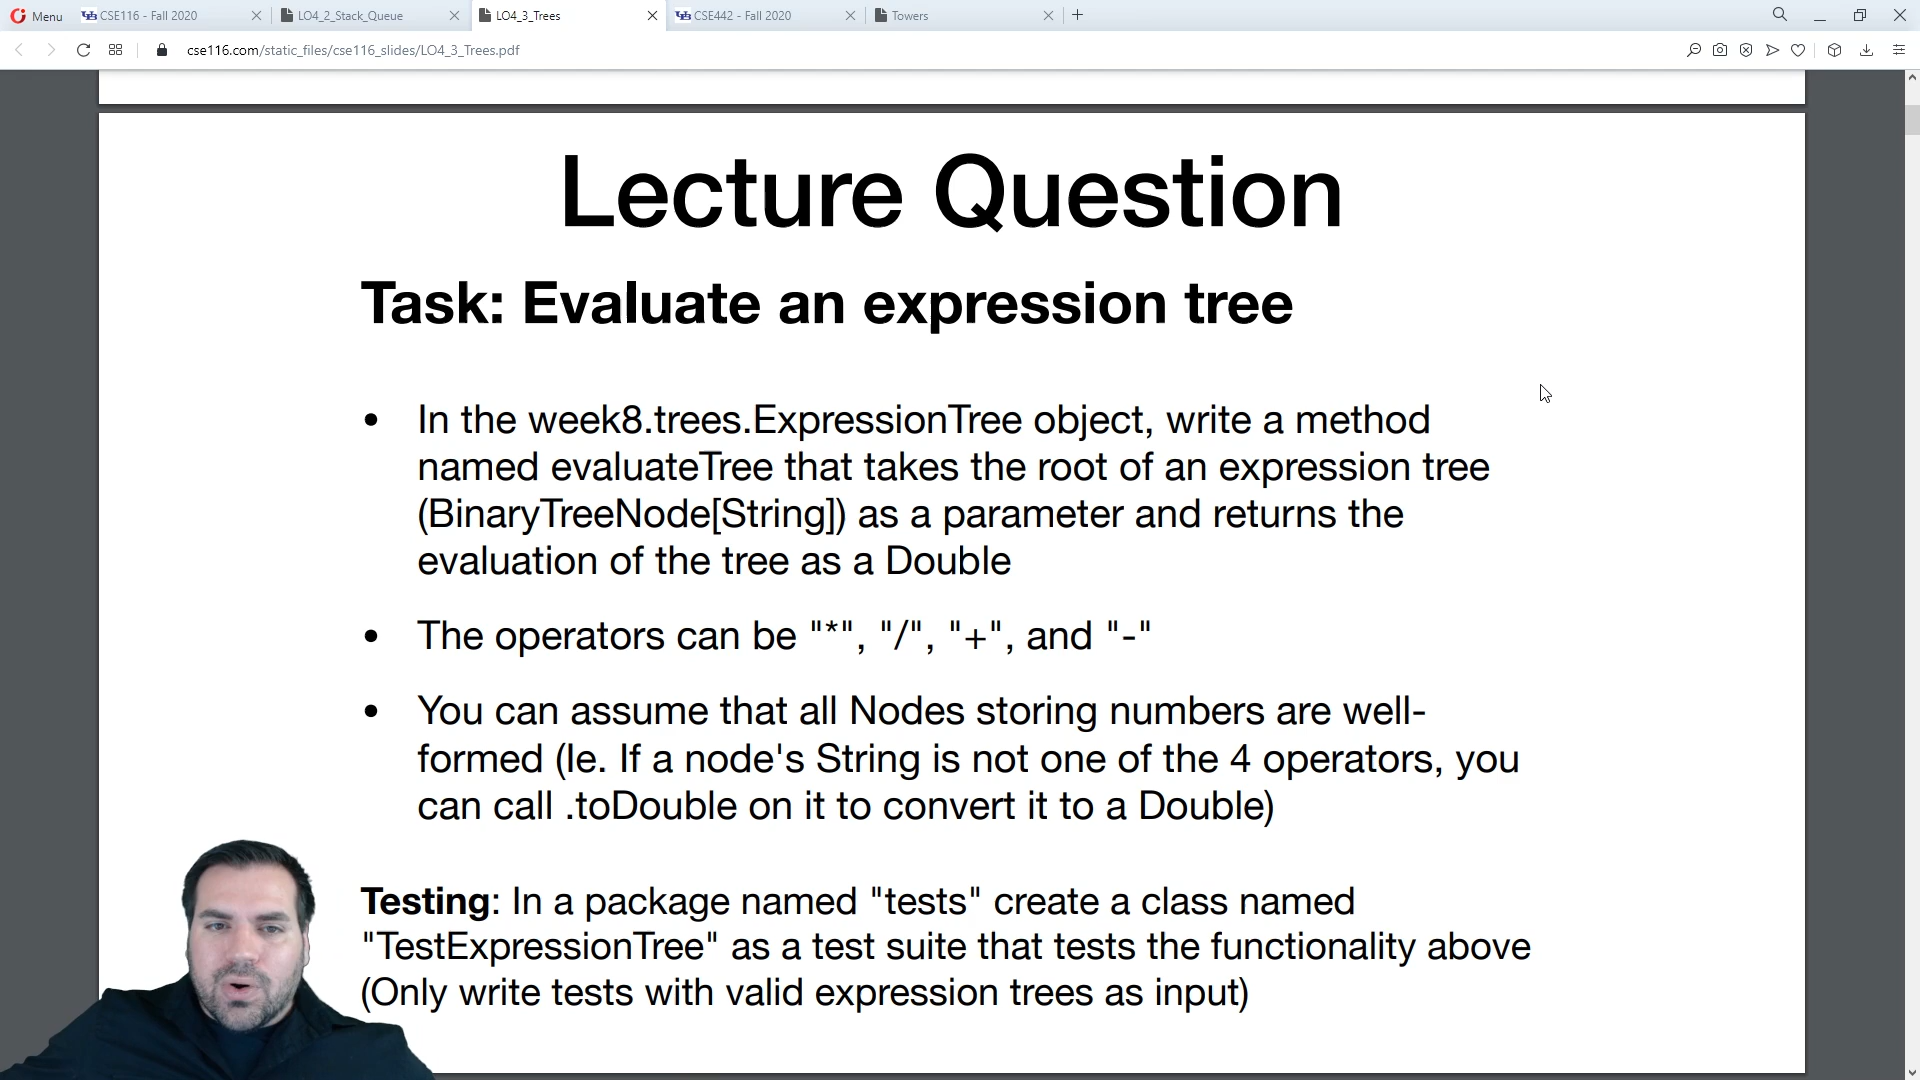 Menu
CSE116 - Fall 2020
LO4_2_Stack_Queue
LO4_3_Trees
CSE442 - Fall 2020
Towers
cse116.com/static_files/cse116_slides/LO4_3_Trees.pdf
Lecture Question
Task: Evaluate an expression tree
• In the week8.trees.ExpressionTree object, write a method
named evaluateTree that takes the root of an expression tree
(BinaryTreeNode[String]) as a parameter and returns the
evaluation of the tree as a Double
• The operators can be "*", "/", "+", and "-"
• You can assume that all Nodes storing numbers are well-
formed (Ie. If a node's String is not one of the 4 operators, you
can call .toDouble on it to convert it to a Double)
Testing: In a package named "tests" create a class named
"TestExpressionTree" as a test suite that tests the functionality above
(Only write tests with valid expression trees as input)